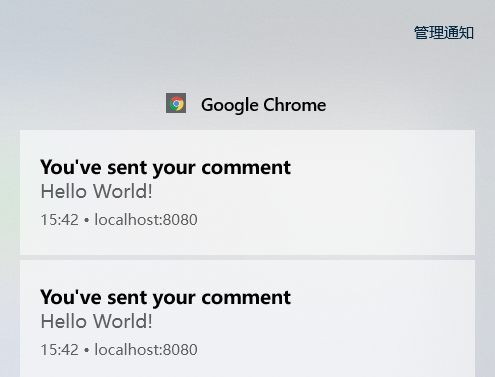 管理通知
Google Chrome
You've sent your comment
Hello World!
15:42 • localhost:8080
You've sent your comment
Hello World!
15:42 • localhost:8080